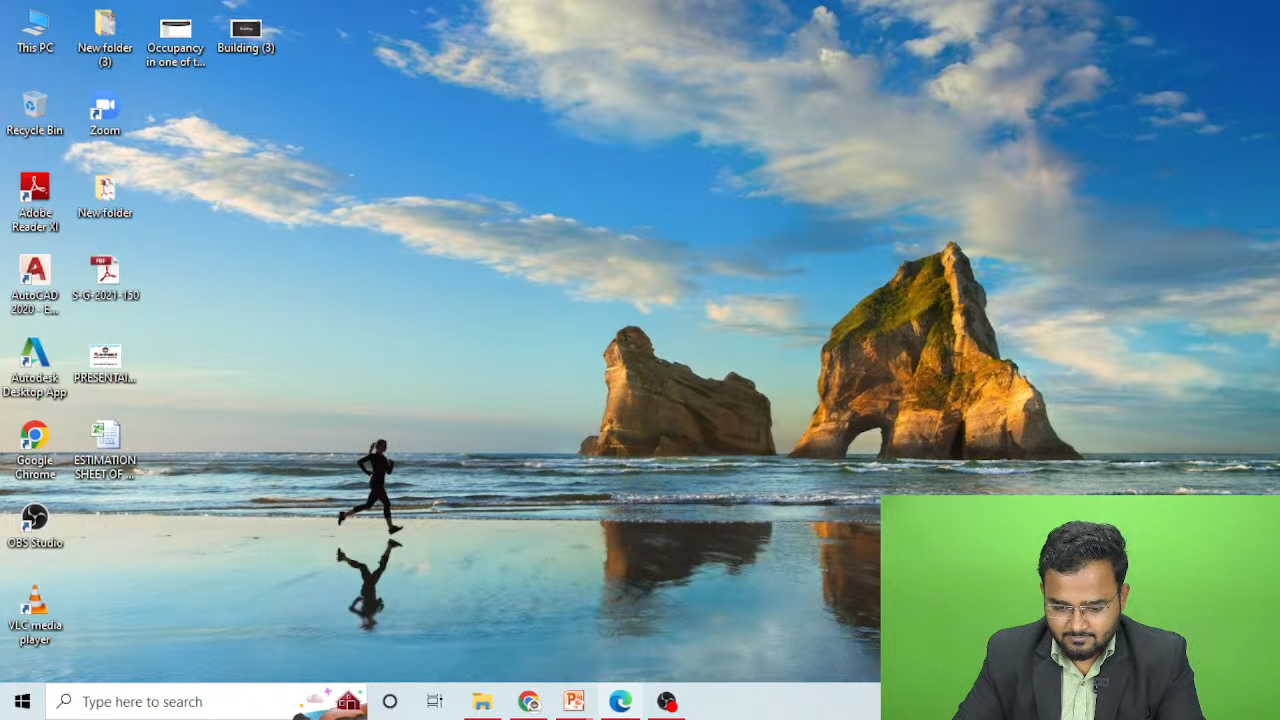 This PC
New folder
(3)
Occupancy
in one of t...
Building (3)
Building
Recycle Bin
Zoom
Adobe
Reader XI
New folder
AutoCAD
2020 - E...
PDF
S-G-2021-150
Autodesk
Desktop App
PRESENTAI...
Google
Chrome
ESTIMATION
SHEET OF ...
OBS Studio
VLC media
player
Type here to search